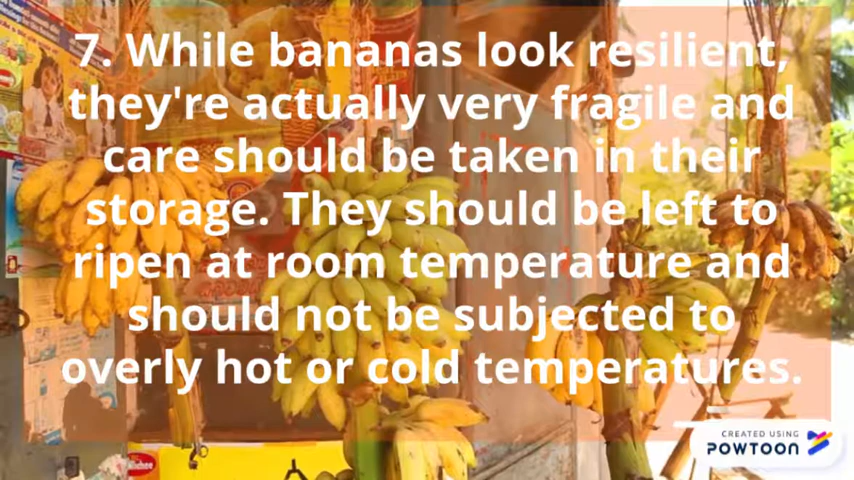 7. While bananas look resilient,
they're actually very fragile and
care should be taken in their
storage. They should be left to
ripen at room temperature and
should not be subjected to
overly hot or cold temperatures.
CREATED USING
POWTOON